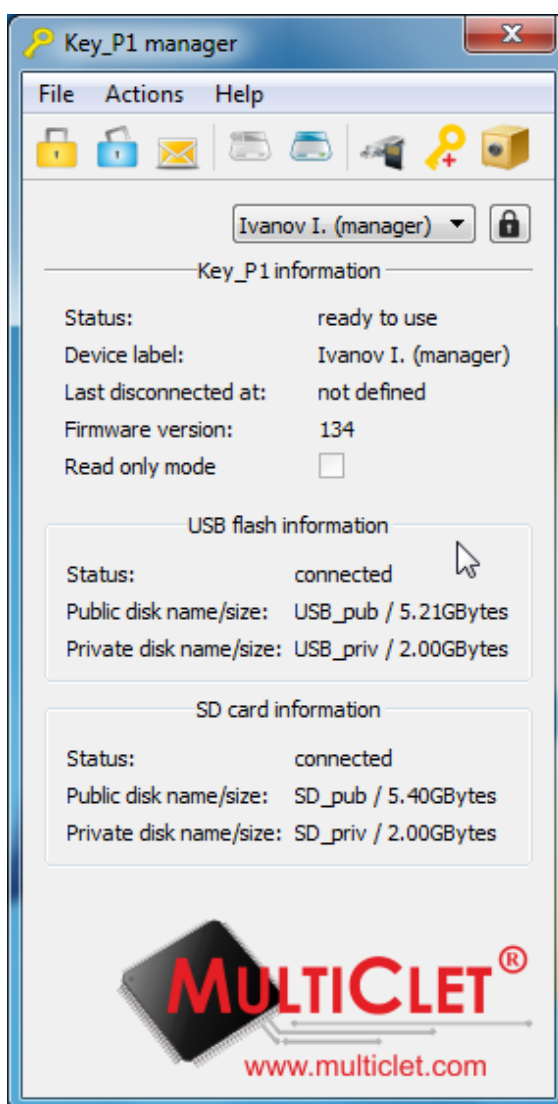 Key_P1 manager
File Actions Help
Ivanov I. (manager)
Key_P1 information
Status: ready to use
Device label: Ivanov I. (manager)
Last disconnected at: not defined
Firmware version: 134
Read only mode
USB flash information
Status: connected
Public disk name/size: USB_pub / 5.21GBytes
Private disk name/size: USB_priv / 2.00GBytes
SD card information
Status: connected
Public disk name/size: SD_pub / 5.40GBytes
Private disk name/size: SD_priv / 2.00GBytes
MULTICLET®
www.multiclet.com